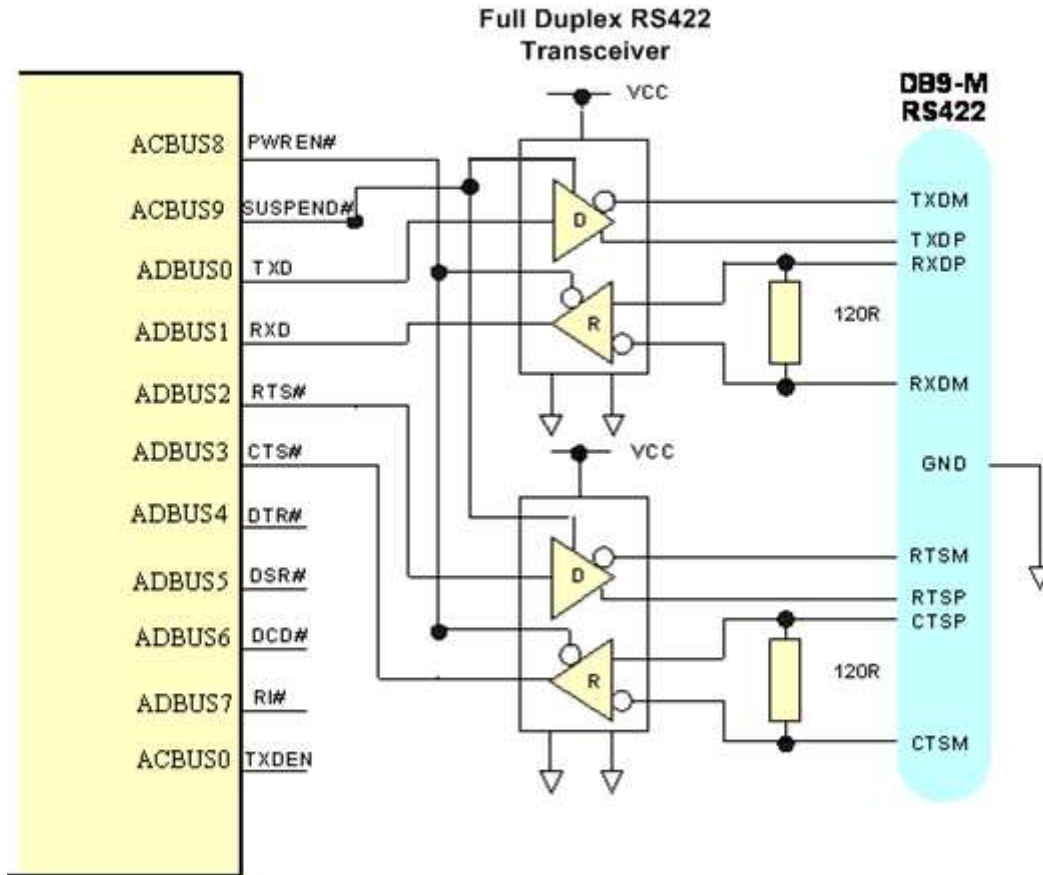 Full Duplex RS422
Transceiver
VCC
DB9-M
RS422
ACBUS8 PWREN#
ACBUS9 SUSPEND#
ADBUS0 TXD
ADBUS1 RXD
ADBUS2 RTS#
ADBUS3 CTS#
ADBUS4 DTR#
ADBUS5 DSR#
ADBUS6 DCD#
ADBUS7 RI#
ACBUS0 TXDEN
D
R
TXDM
TXDP
RXDP
120R
RXDM
GND
VCC
D
R
RTSM
RTSP
CTSP
120R
CTSM